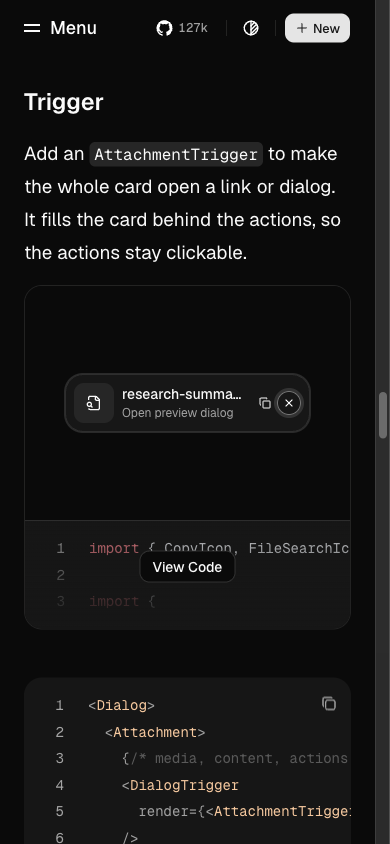 Menu
127k
+ New
Trigger
Add an AttachmentTrigger to make
the whole card open a link or dialog.
It fills the card behind the actions, so
the actions stay clickable.
research-summa…
Open preview dialog
1 import { CopyIcon, FileSearchIc
2
View Code
3 import {
1 <Dialog>
2 <Attachment>
3 {/* media, content, actions
4 <DialogTrigger
5 render={<AttachmentTrigger
6 />